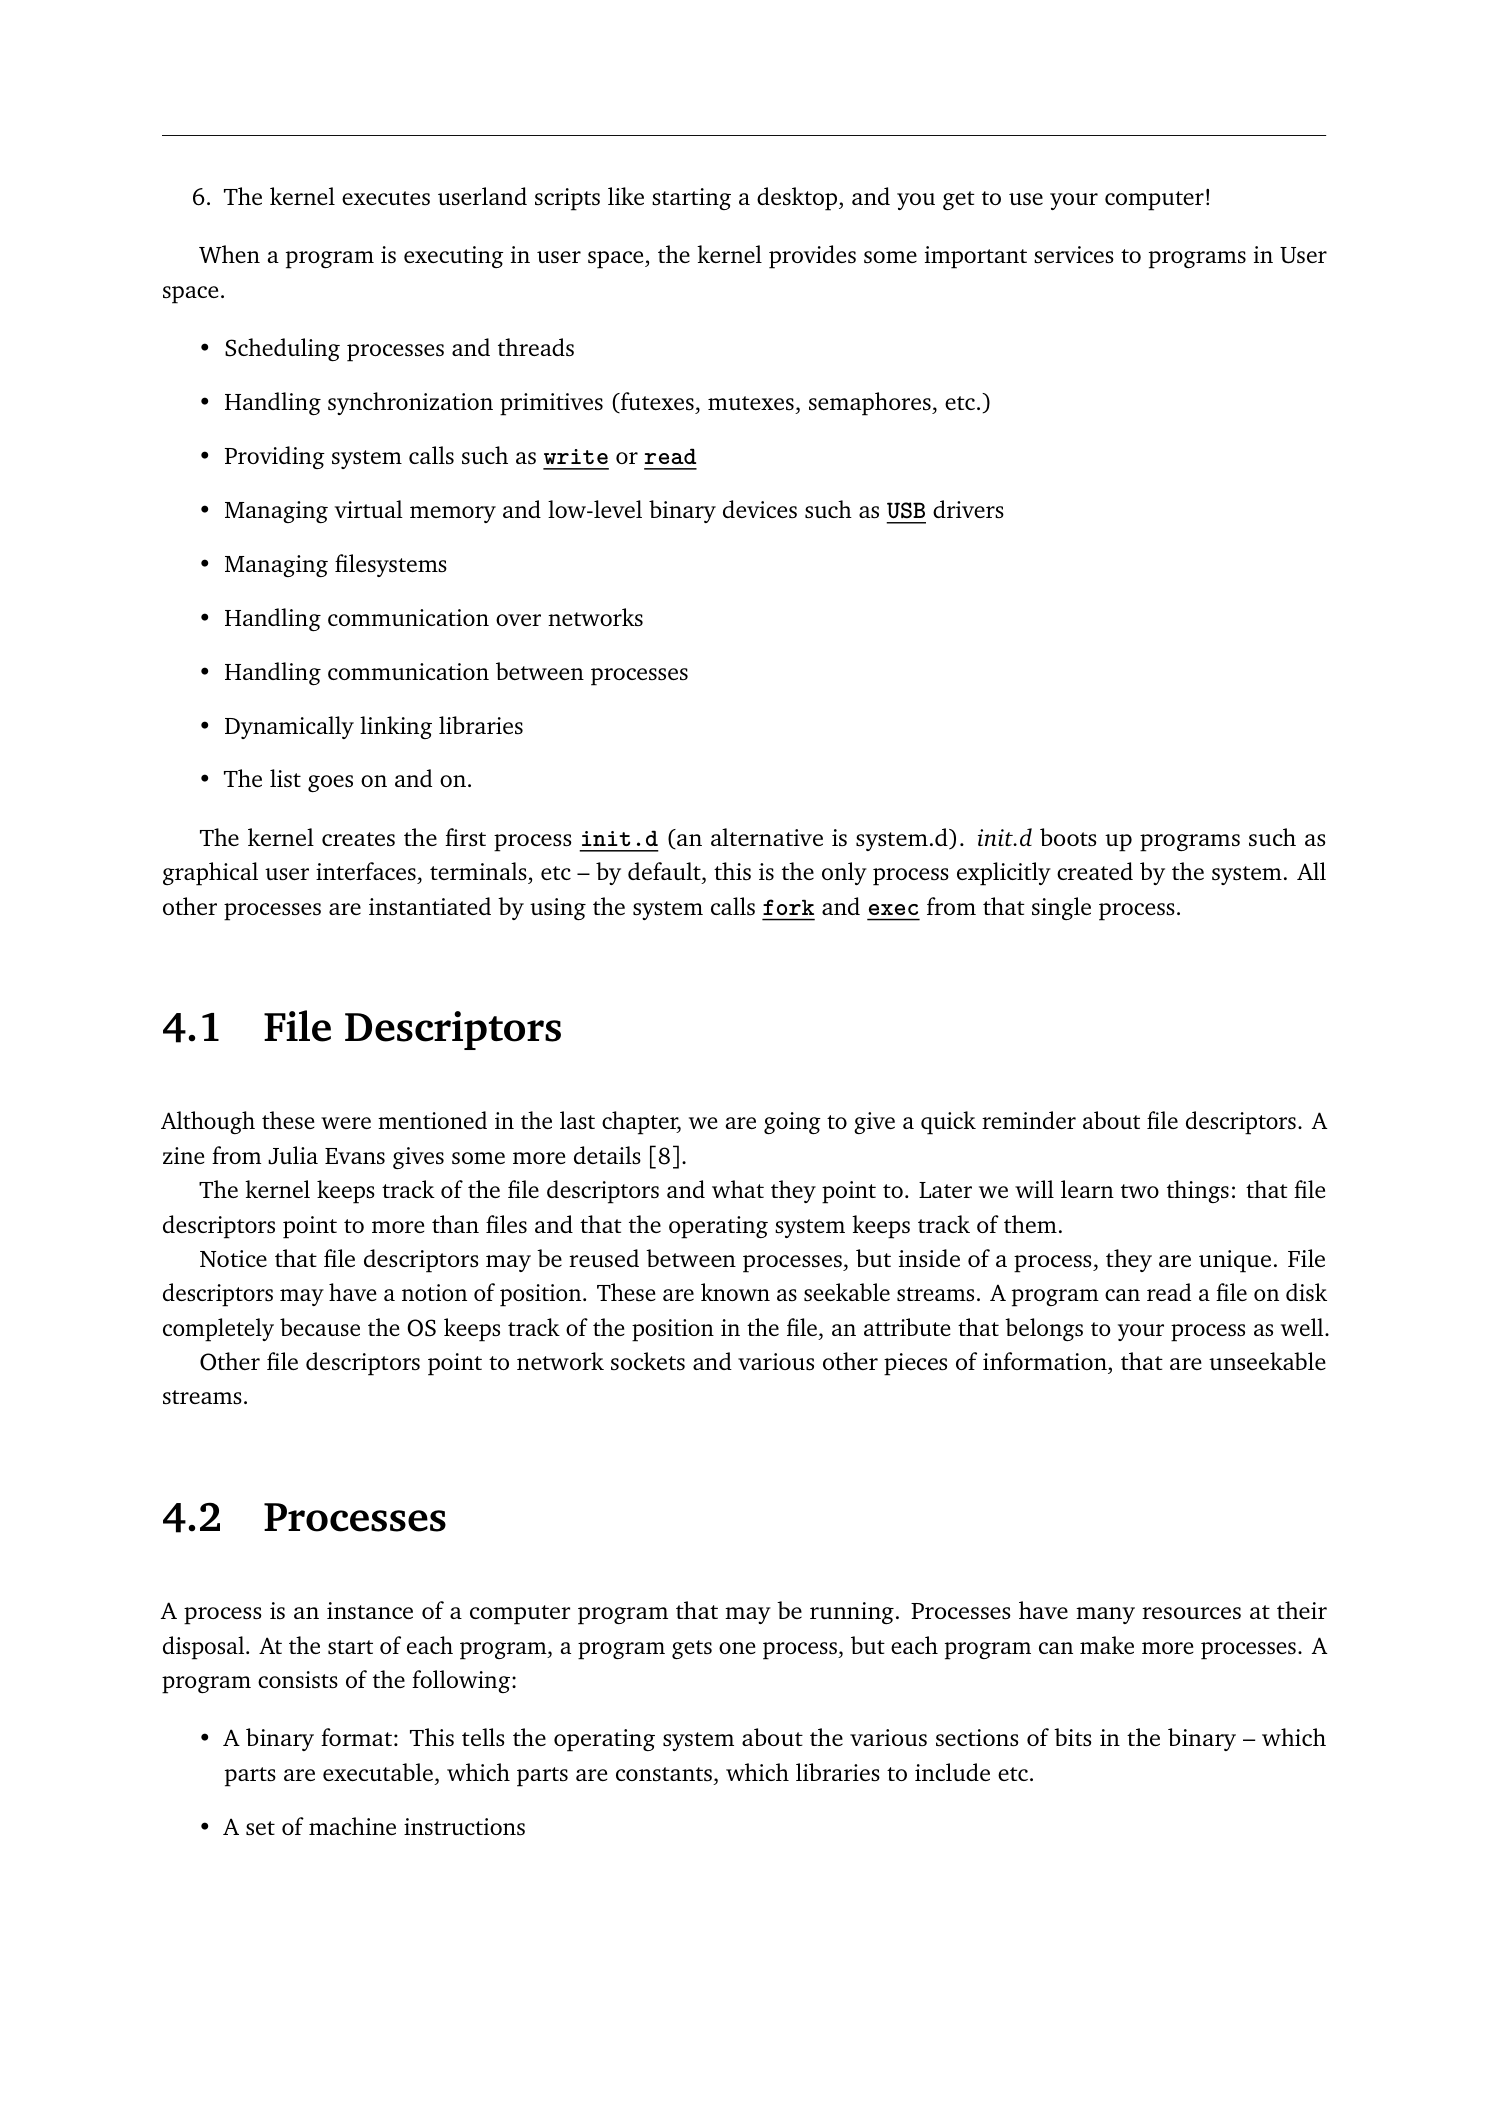 6. The kernel executes userland scripts like starting a desktop, and you get to use your computer!
When a program is executing in user space, the kernel provides some important services to programs in User
space.
• Scheduling processes and threads
• Handling synchronization primitives (futexes, mutexes, semaphores, etc.)
• Providing system calls such as write or read
• Managing virtual memory and low-level binary devices such as USB drivers
• Managing filesystems
• Handling communication over networks
• Handling communication between processes
• Dynamically linking libraries
• The list goes on and on.
The kernel creates the first process init.d (an alternative is system.d). init.d boots up programs such as
graphical user interfaces, terminals, etc – by default, this is the only process explicitly created by the system. All
other processes are instantiated by using the system calls fork and exec from that single process.
4.1 File Descriptors
Although these were mentioned in the last chapter, we are going to give a quick reminder about file descriptors. A
zine from Julia Evans gives some more details [8].
The kernel keeps track of the file descriptors and what they point to. Later we will learn two things: that file
descriptors point to more than files and that the operating system keeps track of them.
Notice that file descriptors may be reused between processes, but inside of a process, they are unique. File
descriptors may have a notion of position. These are known as seekable streams. A program can read a file on disk
completely because the OS keeps track of the position in the file, an attribute that belongs to your process as well.
Other file descriptors point to network sockets and various other pieces of information, that are unseekable
streams.
4.2 Processes
A process is an instance of a computer program that may be running. Processes have many resources at their
disposal. At the start of each program, a program gets one process, but each program can make more processes. A
program consists of the following:
• A binary format: This tells the operating system about the various sections of bits in the binary – which
parts are executable, which parts are constants, which libraries to include etc.
• A set of machine instructions